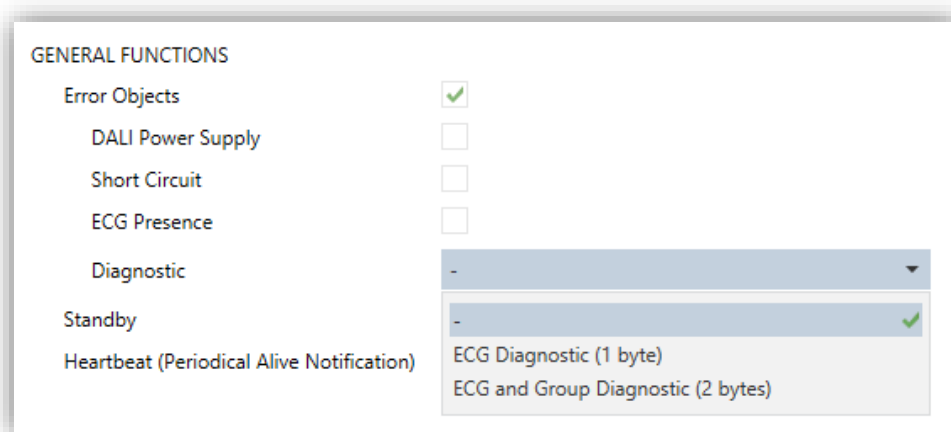 GENERAL FUNCTIONS
Error Objects
DALI Power Supply
Short Circuit
ECG Presence
Diagnostic -
Standby -
Heartbeat (Periodical Alive Notification) ECG Diagnostic (1 byte)
ECG and Group Diagnostic (2 bytes)